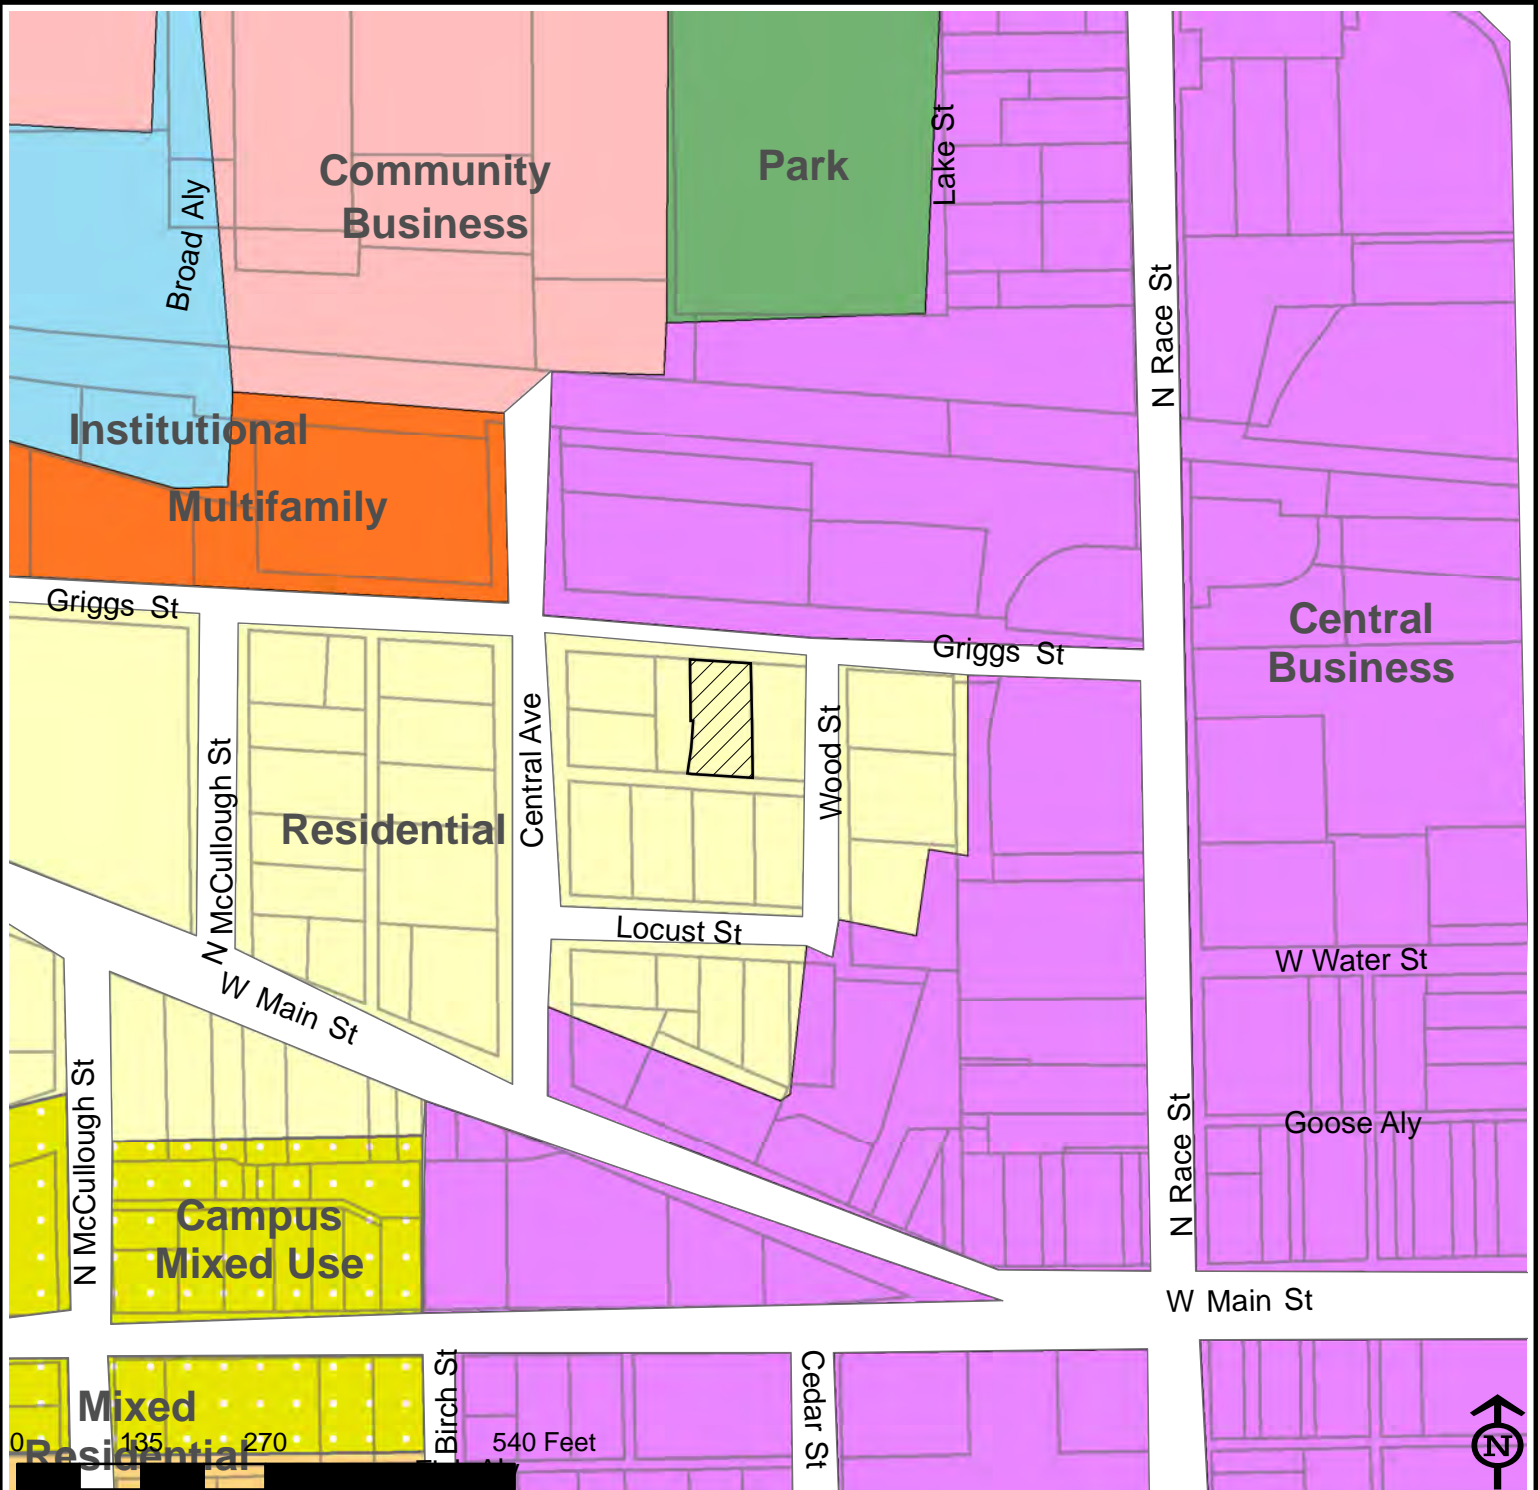 Community
Business
Park
Lake St
Broad Aly
N Race St
Institutional
Multifamily
Griggs St
Griggs St
Central
Business
Central Ave
Wood St
N McCullough St
Residential
Locust St
W Water St
W Main St
N McCullough St
N Race St
Goose Aly
Campus
Mixed Use
W Main St
Birch St
Cedar St
Mixed
Residential
0 135 270 540 Feet
N